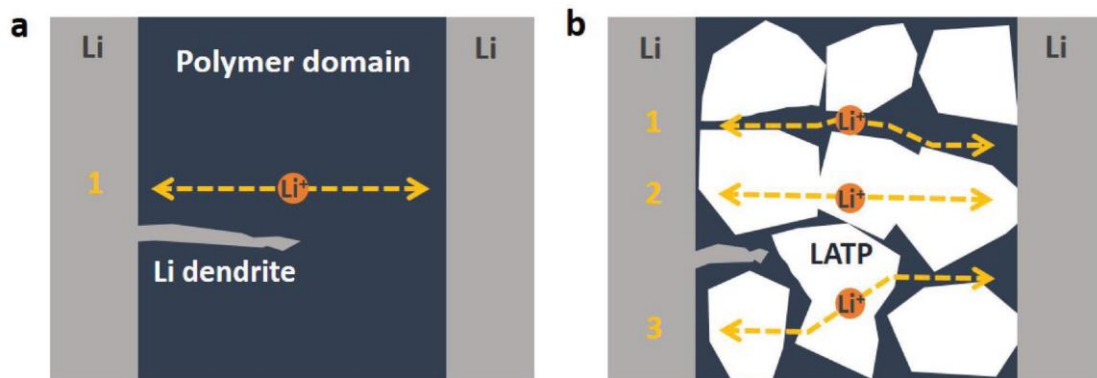 a
Li
Polymer domain
Li
1
Li⁺
Li dendrite
b
Li
Li
1
Li⁺
2
Li⁺
LATP
3
Li⁺